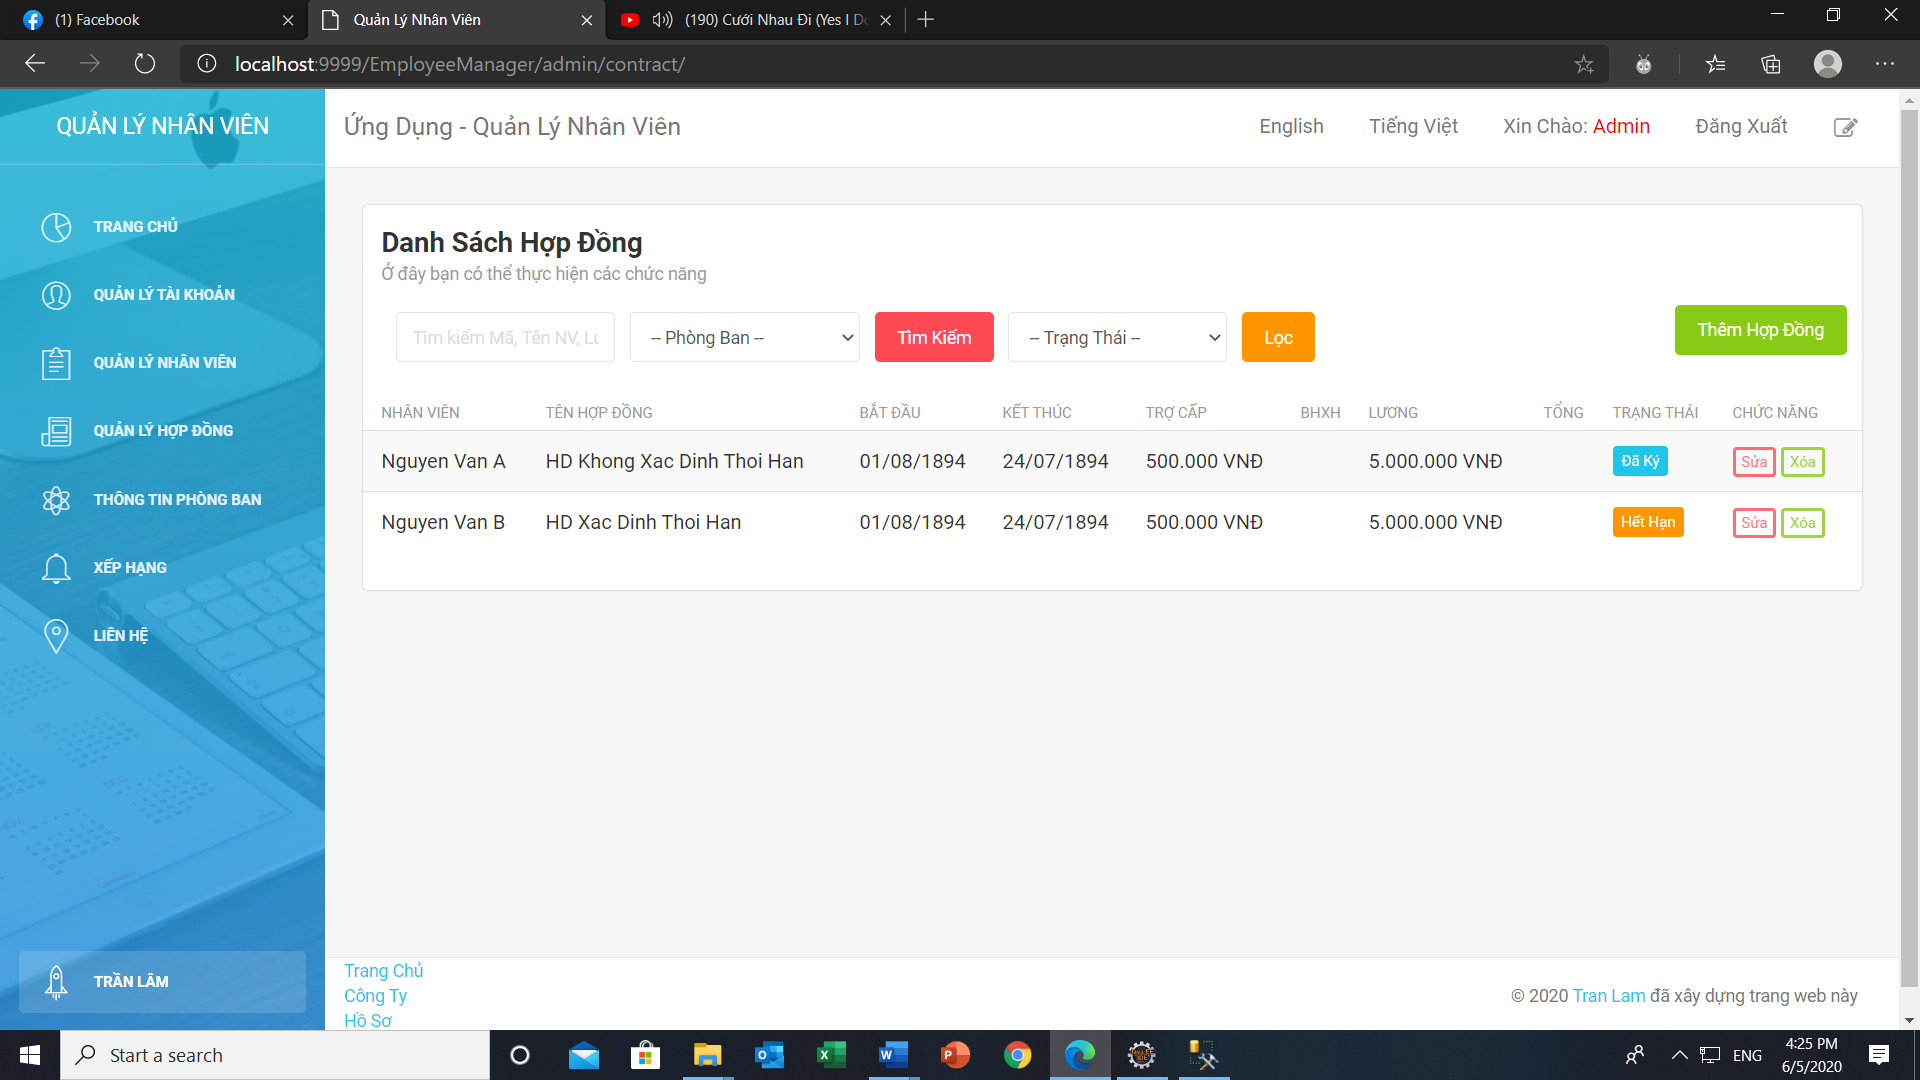 (1) Facebook
Quản Lý Nhân Viên
(190) Cưới Nhau Đi (Yes I Do
localhost:9999/EmployeeManager/admin/contract/
QUẢN LÝ NHÂN VIÊN
Ứng Dụng - Quản Lý Nhân Viên
English
Tiếng Việt
Xin Chào: Admin
Đăng Xuất
TRANG CHỦ
QUẢN LÝ TÀI KHOẢN
QUẢN LÝ NHÂN VIÊN
QUẢN LÝ HỢP ĐỒNG
THÔNG TIN PHÒNG BAN
XẾP HẠNG
LIÊN HỆ
TRẦN LÂM
Danh Sách Hợp Đồng
Ở đây bạn có thể thực hiện các chức năng
Tìm kiếm Mã, Tên NV, Lu
-- Phòng Ban --
Tìm Kiếm
-- Trạng Thái --
Lọc
Thêm Hợp Đồng
NHÂN VIÊN TÊN HỢP ĐỒNG BẮT ĐẦU KẾT THÚC TRỢ CẤP BHXH LƯƠNG TỔNG TRẠNG THÁI CHỨC NĂNG
Nguyen Van A HD Khong Xac Dinh Thoi Han 01/08/1894 24/07/1894 500.000 VNĐ 5.000.000 VNĐ Đã Ký Sửa Xóa
Nguyen Van B HD Xac Dinh Thoi Han 01/08/1894 24/07/1894 500.000 VNĐ 5.000.000 VNĐ Hết Hạn Sửa Xóa
Trang Chủ
Công Ty
Hồ Sơ
© 2020 Tran Lam đã xây dựng trang web này
Start a search
ENG
4:25 PM
6/5/2020